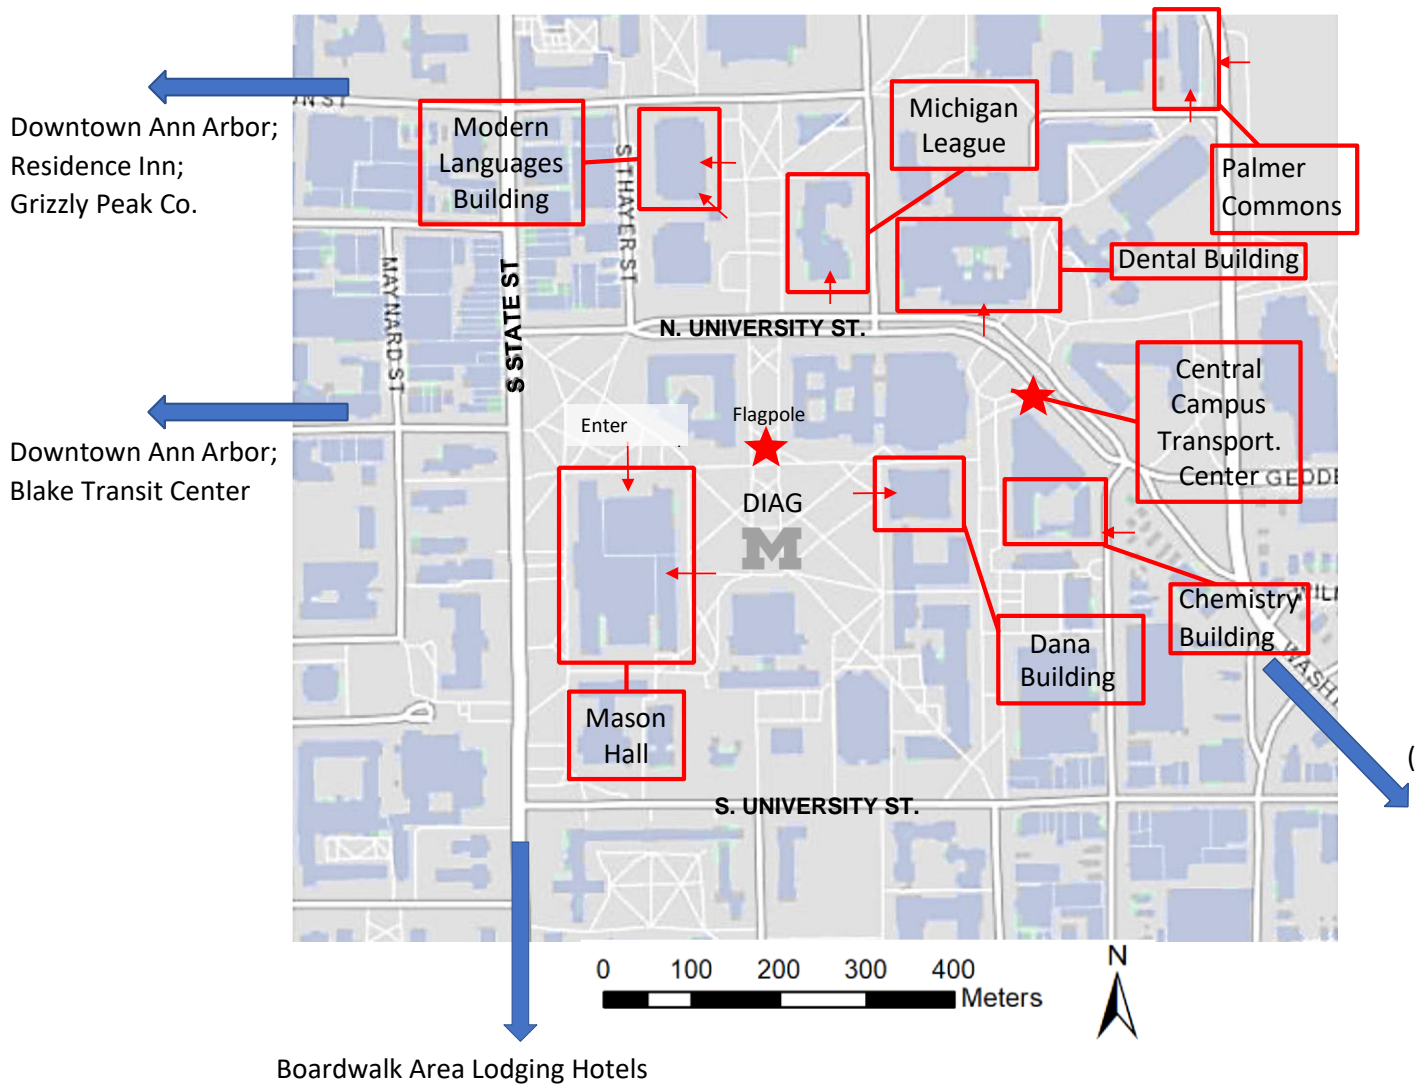 Downtown Ann Arbor;
Residence Inn;
Grizzly Peak Co.
Modern
Languages
Building
Michigan
League
Palmer
Commons
Dental Building
S THAYER ST
MAYNARD ST
S STATE ST
N. UNIVERSITY ST.
Central
Campus
Transport.
Center
Enter
Flagpole
Downtown Ann Arbor;
Blake Transit Center
DIAG
M
Chemistry
Building
Dana
Building
Mason
Hall
(
S. UNIVERSITY ST.
N
0 100 200 300 400
Meters
Boardwalk Area Lodging Hotels